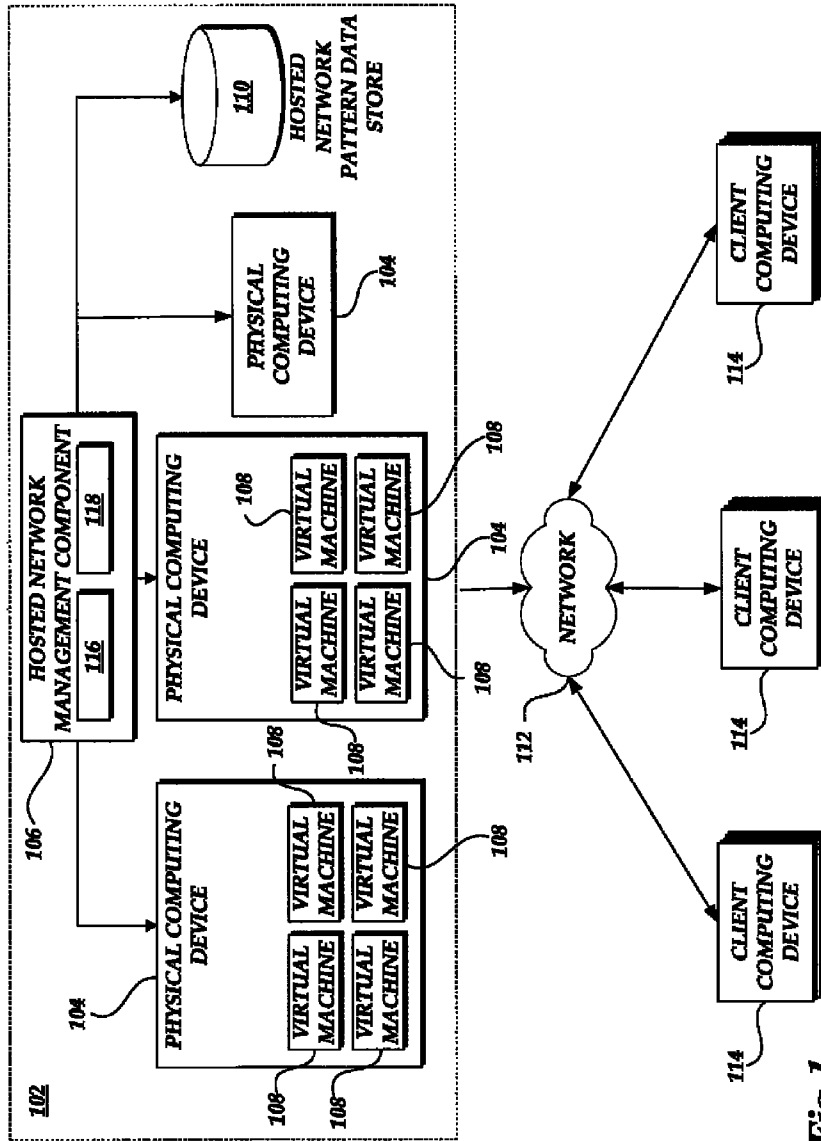 102
106
HOSTED NETWORK
MANAGEMENT COMPONENT
116
118
104
PHYSICAL COMPUTING
DEVICE
108
VIRTUAL
MACHINE
VIRTUAL
MACHINE
VIRTUAL
MACHINE
VIRTUAL
MACHINE
108
108
108
PHYSICAL COMPUTING
DEVICE
108
VIRTUAL
MACHINE
VIRTUAL
MACHINE
VIRTUAL
MACHINE
VIRTUAL
MACHINE
108
108
108
104
PHYSICAL
COMPUTING
DEVICE
104
110
HOSTED
NETWORK
PATTERN DATA
STORE
NETWORK
112
CLIENT
COMPUTING
DEVICE
114
CLIENT
COMPUTING
DEVICE
114
CLIENT
COMPUTING
DEVICE
114
Fig.1